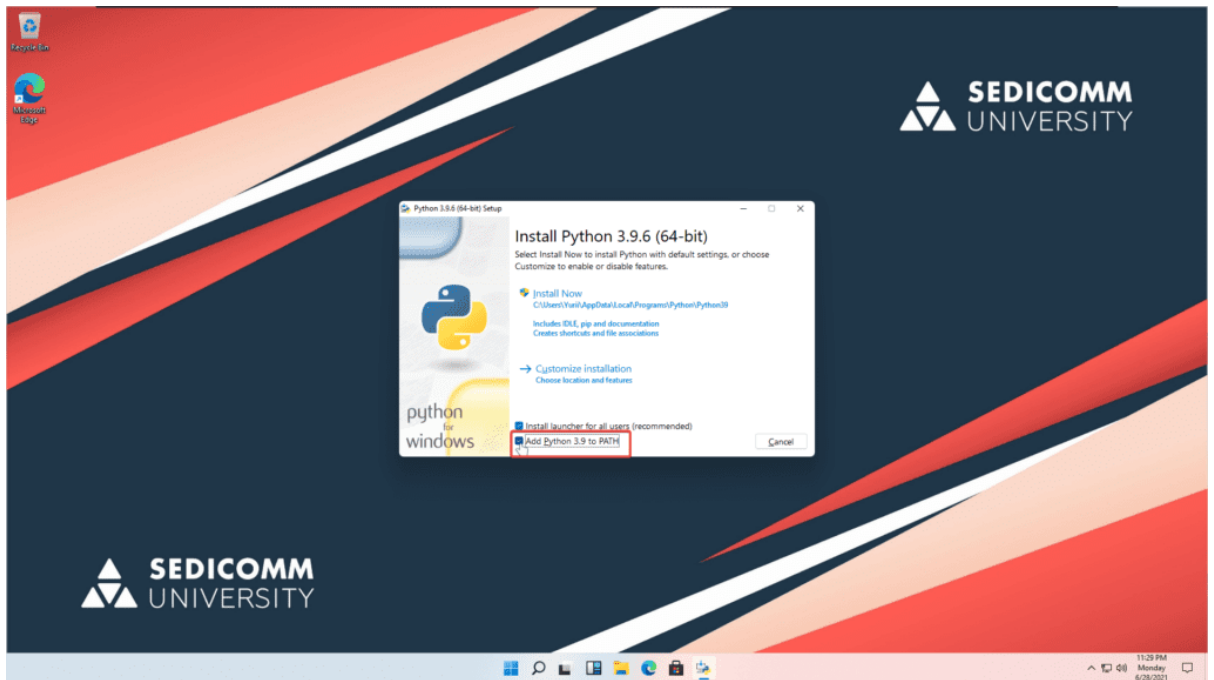 Recycle Bin
Microsoft
Edge
SEDICOMM
UNIVERSITY
Python 3.9.6 (64-bit) Setup
Install Python 3.9.6 (64-bit)
Select Install Now to install Python with default settings, or choose
Customize to enable or disable features.
Install Now
C:\Users\Yurii\AppData\Local\Programs\Python\Python39
Includes IDLE, pip and documentation
Creates shortcuts and file associations
Customize installation
Choose location and features
python
for
windows
Install launcher for all users (recommended)
Add Python 3.9 to PATH
Cancel
SEDICOMM
UNIVERSITY
11:29 PM
Monday
6/28/2021